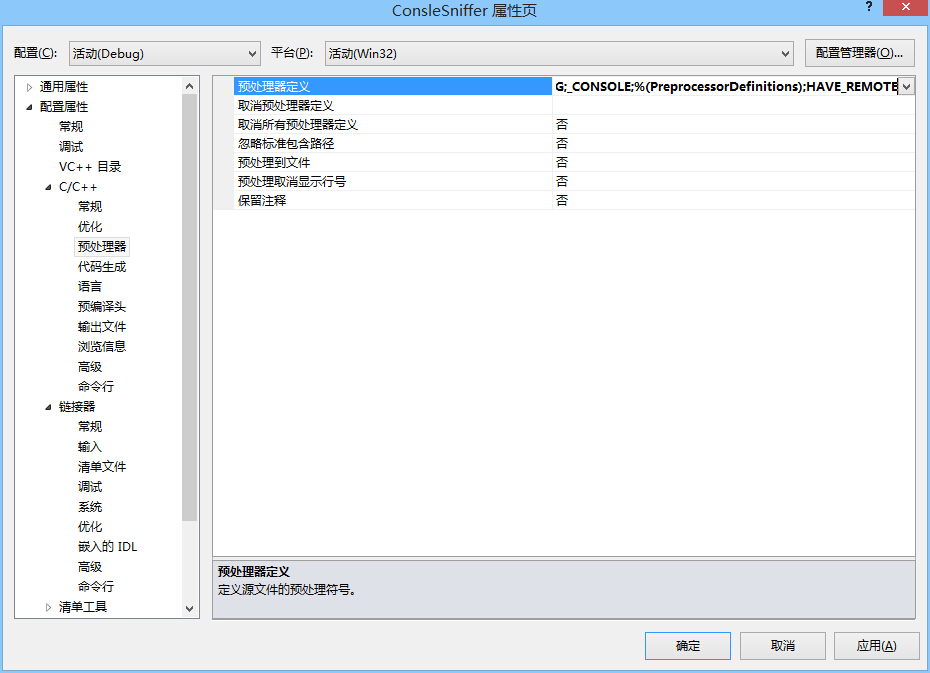 ConsleSniffer 属性页
?
配置(C): 活动(Debug) 平台(P): 活动(Win32) 配置管理器(O)...
通用属性
配置属性
常规
调试
VC++ 目录
C/C++
常规
优化
预处理器
代码生成
语言
预编译头
输出文件
浏览信息
高级
命令行
链接器
常规
输入
清单文件
调试
系统
优化
嵌入的 IDL
高级
命令行
清单工具
预处理器定义 G;_CONSOLE;%(PreprocessorDefinitions);HAVE_REMOTE
取消预处理器定义
取消所有预处理器定义 否
忽略标准包含路径 否
预处理到文件 否
预处理取消显示行号 否
保留注释 否
预处理器定义
定义源文件的预处理符号。
确定 取消 应用(A)